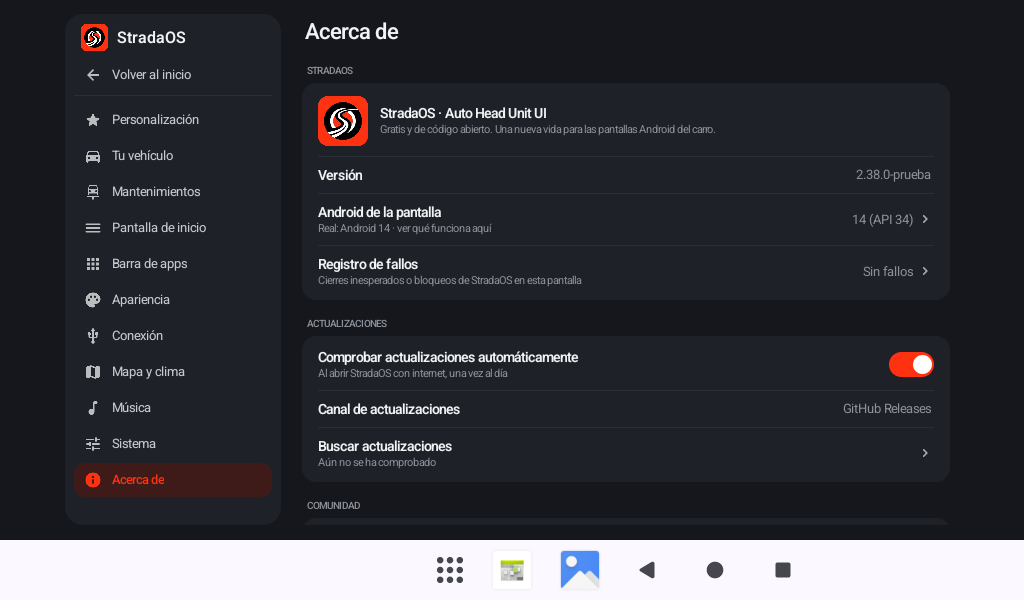 StradaOS
Volver al inicio
Personalización
Tu vehículo
Mantenimientos
Pantalla de inicio
Barra de apps
Apariencia
Conexión
Mapa y clima
Música
Sistema
Acerca de
Acerca de
STRADAOS
StradaOS · Auto Head Unit UI
Gratis y de código abierto. Una nueva vida para las pantallas Android del carro.
Versión
2.38.0-prueba
Android de la pantalla
Real: Android 14 · ver qué funciona aquí
14 (API 34)
Registro de fallos
Cierres inesperados o bloqueos de StradaOS en esta pantalla
Sin fallos
ACTUALIZACIONES
Comprobar actualizaciones automáticamente
Al abrir StradaOS con internet, una vez al día
Canal de actualizaciones
GitHub Releases
Buscar actualizaciones
Aún no se ha comprobado
COMUNIDAD